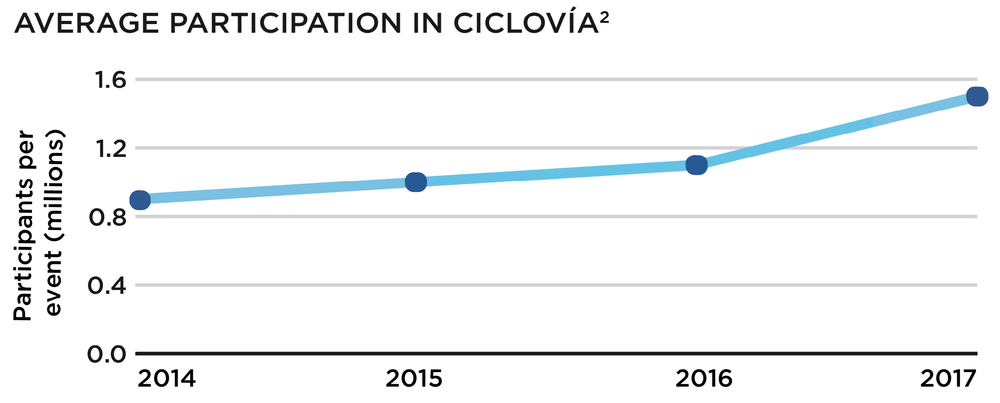 AVERAGE PARTICIPATION IN CICLOVÍA²
Participants per
event (millions)
1.6
1.2
0.8
0.4
0.0
2014 2015 2016 2017